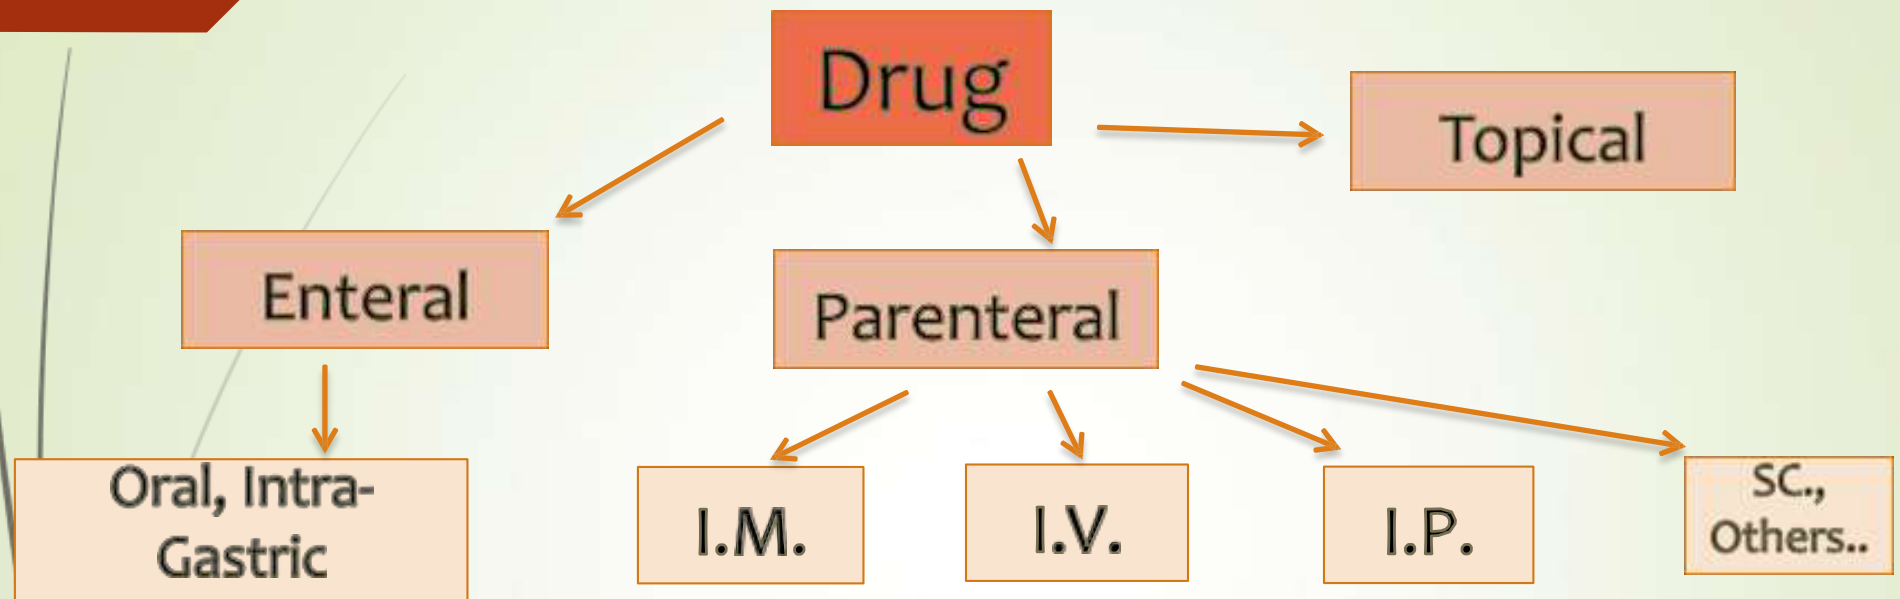 Drug
Topical
Enteral
Parenteral
Oral, Intra-
Gastric
I.M.
I.V.
I.P.
SC.,
Others..